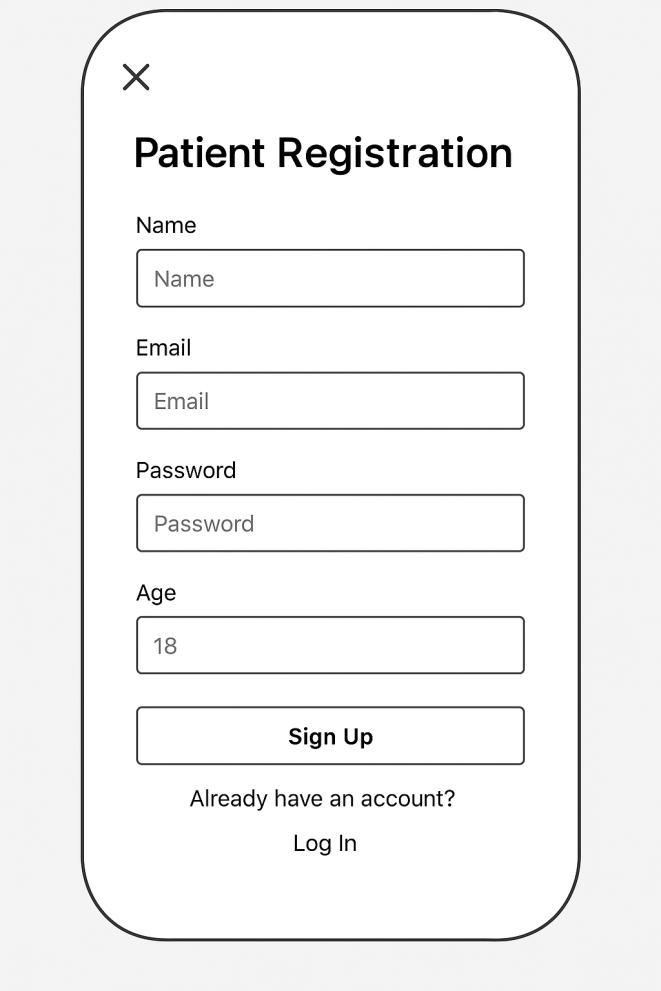 Patient Registration
Name
Name
Email
Email
Password
Password
Age
18
Sign Up
Already have an account?
Log In